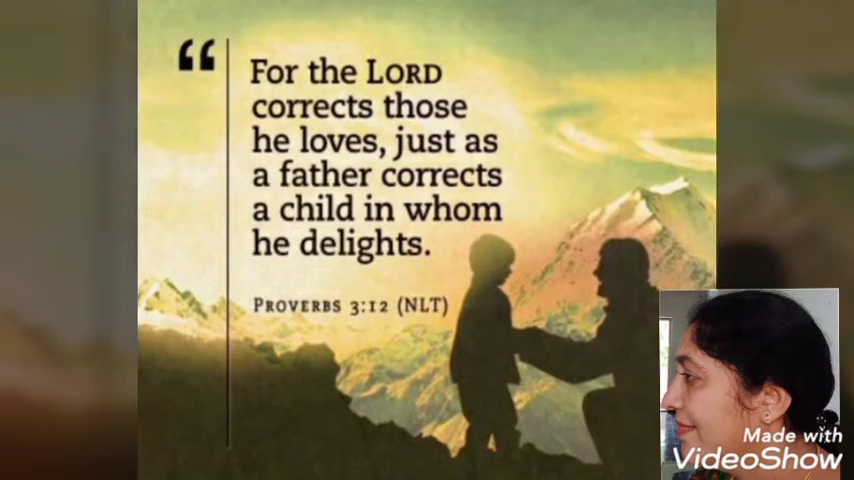 “
For the LORD
corrects those
he loves, just as
a father corrects
a child in whom
he delights.
PROVERBS 3:12 (NLT)
Made with
VideoShow